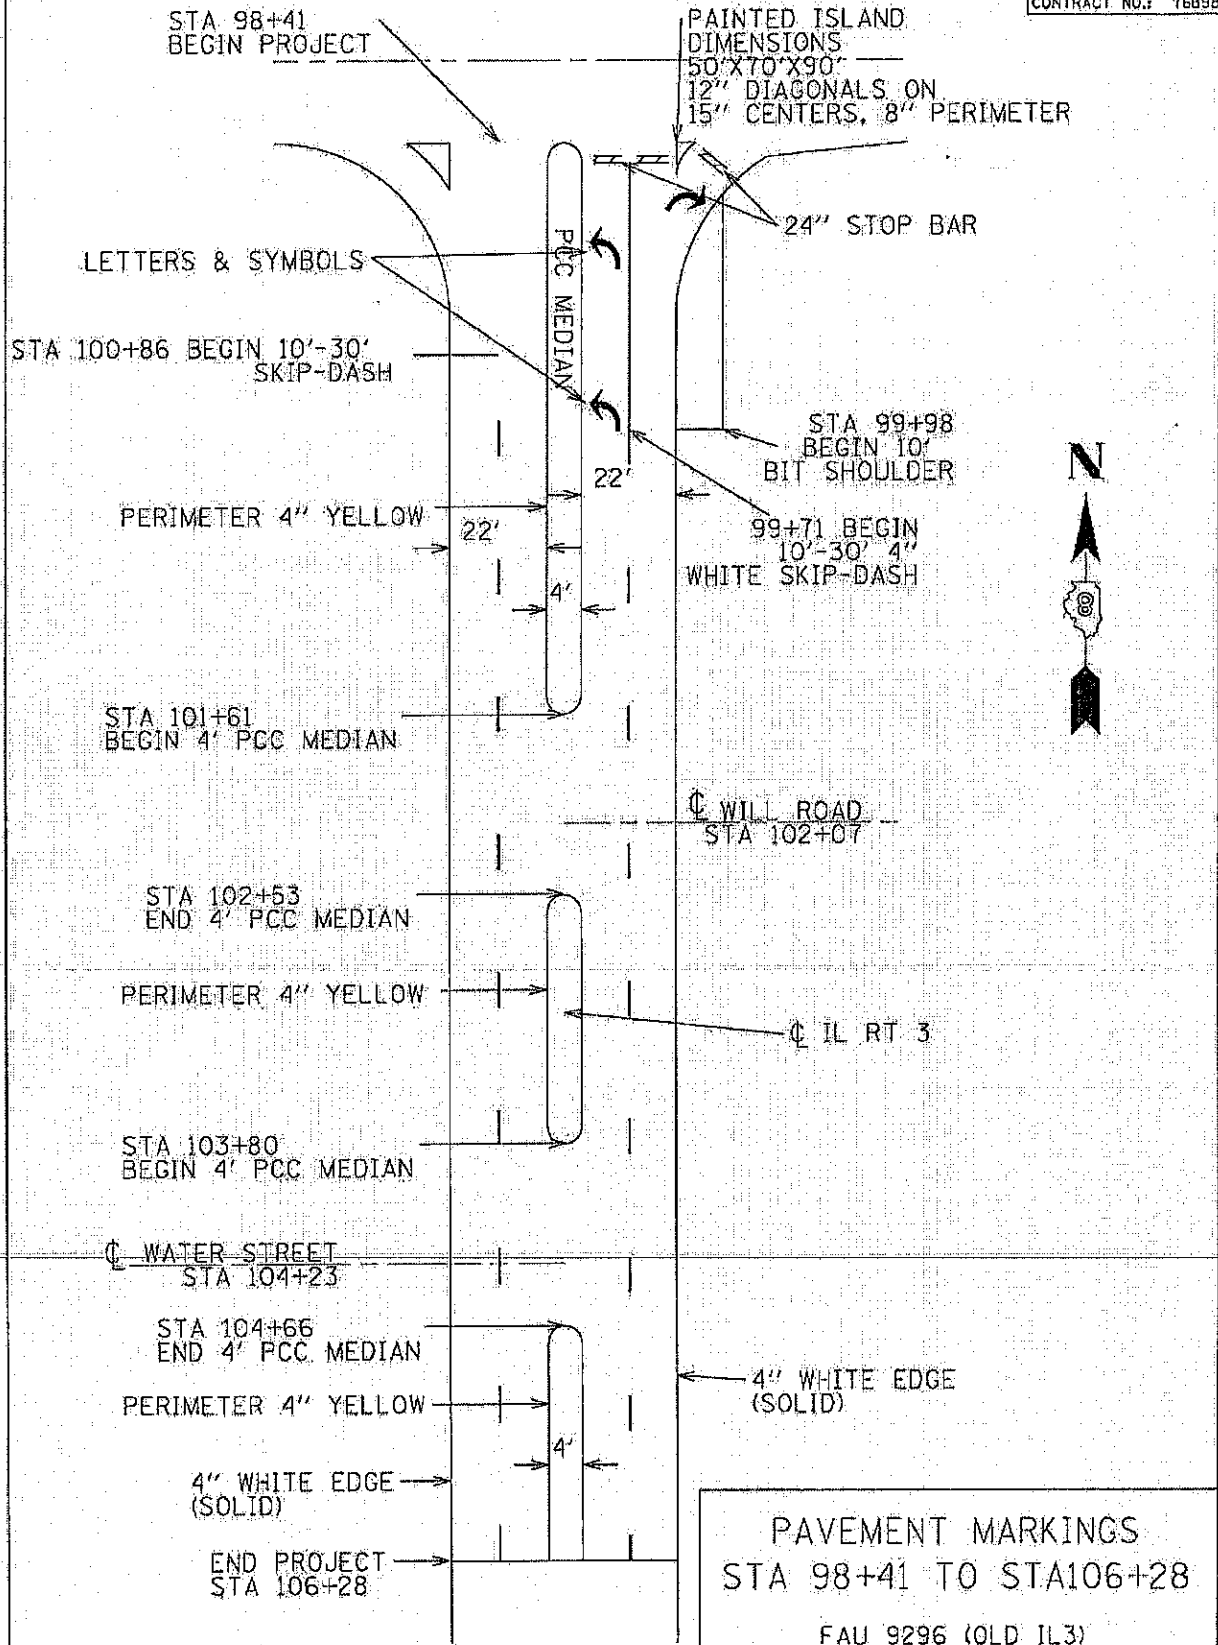 CONTRACT NO.: 76B98
STA 98+41
BEGIN PROJECT
PAINTED ISLAND
DIMENSIONS
50'X70'X90'
12" DIAGONALS ON
15" CENTERS, 8" PERIMETER
24" STOP BAR
LETTERS & SYMBOLS
PCC MEDIAN
STA 100+86 BEGIN 10'-30'
SKIP-DASH
STA 99+98
BEGIN 10'
BIT SHOULDER
N
8
22'
PERIMETER 4" YELLOW
22'
99+71 BEGIN
10'-30' 4"
WHITE SKIP-DASH
4'
STA 101+61
BEGIN 4' PCC MEDIAN
℄ WILL ROAD
STA 102+07
STA 102+53
END 4' PCC MEDIAN
PERIMETER 4" YELLOW
℄ IL RT 3
STA 103+80
BEGIN 4' PCC MEDIAN
℄ WATER STREET
STA 104+23
STA 104+66
END 4' PCC MEDIAN
4" WHITE EDGE
(SOLID)
PERIMETER 4" YELLOW
4'
4" WHITE EDGE
(SOLID)
END PROJECT
STA 106+28
PAVEMENT MARKINGS
STA 98+41 TO STA106+28
FAU 9296 (OLD IL3)